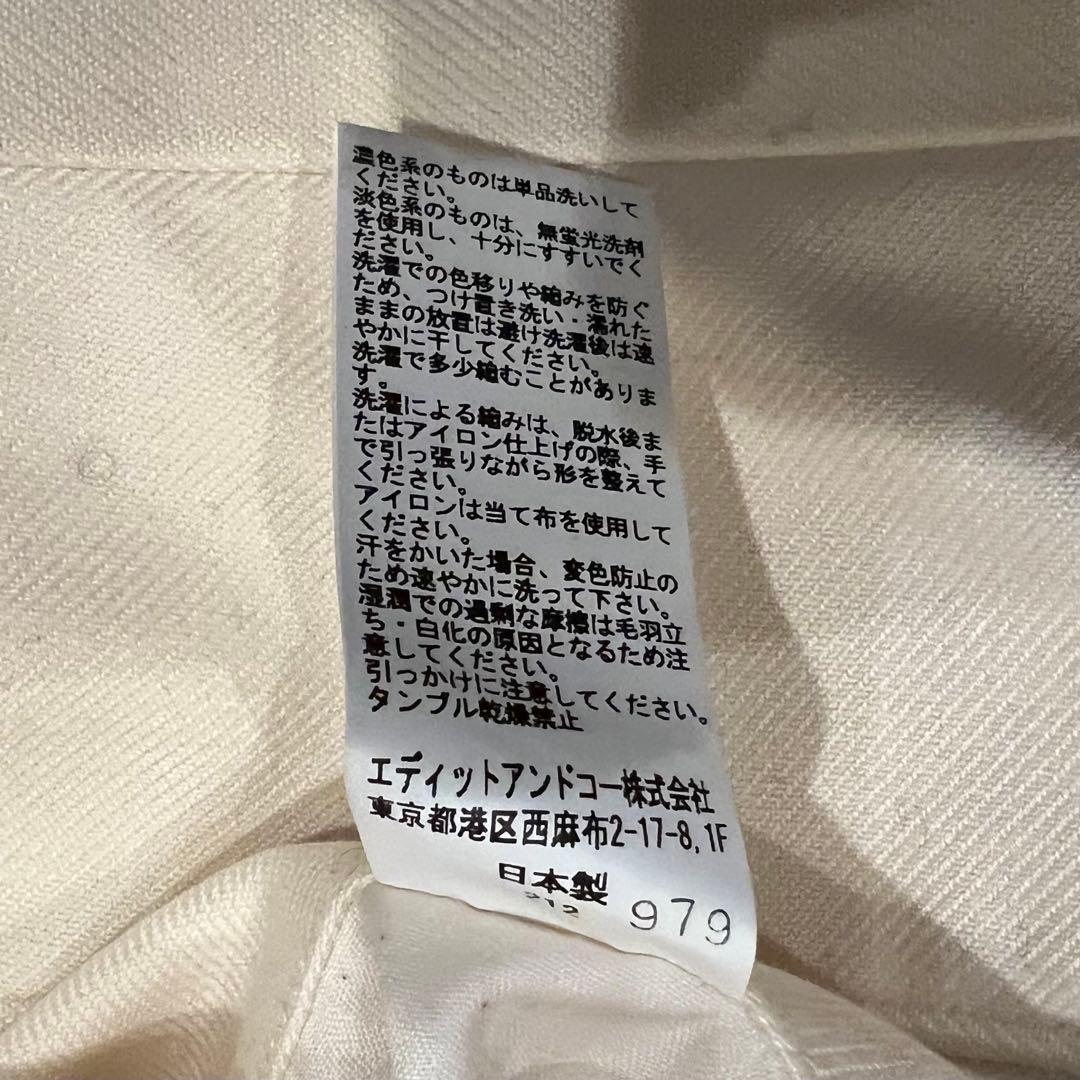 濃色系のものは単品洗いして
ください。
淡色系のものは、無蛍光洗剤
を使用し、十分にすすいでく
ださい。
洗濯での色移りや縮みを防ぐ
ため、つけ置き洗い・濡れた
ままの放置は避け洗濯後は速
やかに干してください。
洗濯で多少縮むことがありま
す。
洗濯による縮みは、脱水後ま
たはアイロン仕上げの際、手
で引っ張りながら形を整えて
ください。
アイロンは当て布を使用して
ください。
汗をかいた場合、変色防止の
ため速やかに洗って下さい。
湿潤での過剰な摩擦は毛羽立
ち・白化の原因となるため注
意してください。
引っかけに注意してください。
タンブル乾燥禁止
エディットアンドコー株式会社
東京都港区西麻布2-17-8,1F
日本製
212
979